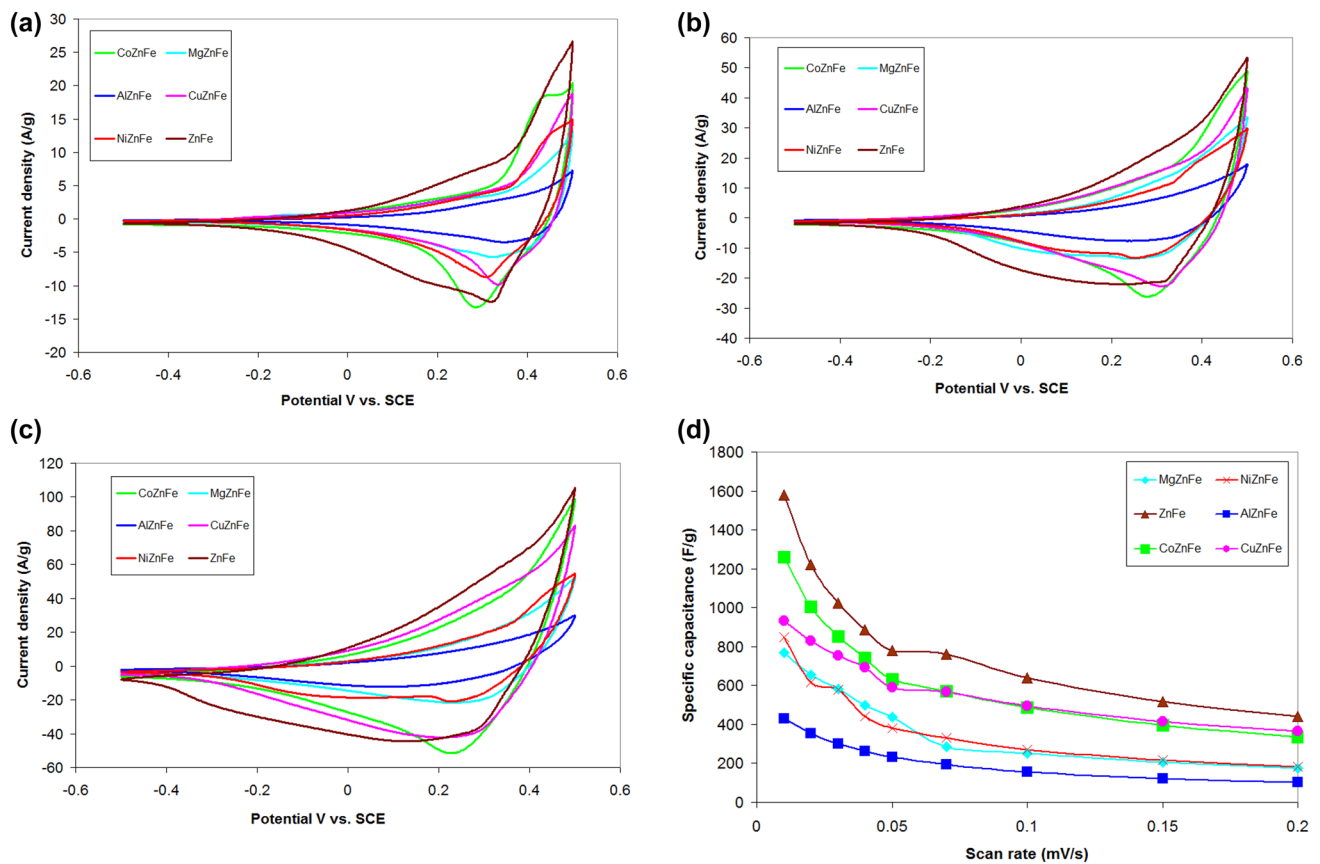 (a)
30
25
20
15
10
5
0
-5
-10
-15
-20
Current density (A/g)
CoZnFe MgZnFe
AlZnFe CuZnFe
NiZnFe ZnFe
-0.6 -0.4 -0.2 0 0.2 0.4 0.6
Potential V vs. SCE
(b)
60
50
40
30
20
10
0
-10
-20
-30
-40
Current density (A/g)
CoZnFe MgZnFe
AlZnFe CuZnFe
NiZnFe ZnFe
-0.6 -0.4 -0.2 0 0.2 0.4 0.6
Potential V vs. SCE
(c)
120
100
80
60
40
20
0
-20
-40
-60
Current density (A/g)
CoZnFe MgZnFe
AlZnFe CuZnFe
NiZnFe ZnFe
-0.6 -0.4 -0.2 0 0.2 0.4 0.6
Potential V vs. SCE
(d)
1800
1600
1400
1200
1000
800
600
400
200
0
Specific capacitance (F/g)
MgZnFe NiZnFe
ZnFe AlZnFe
CoZnFe CuZnFe
0 0.05 0.1 0.15 0.2
Scan rate (mV/s)